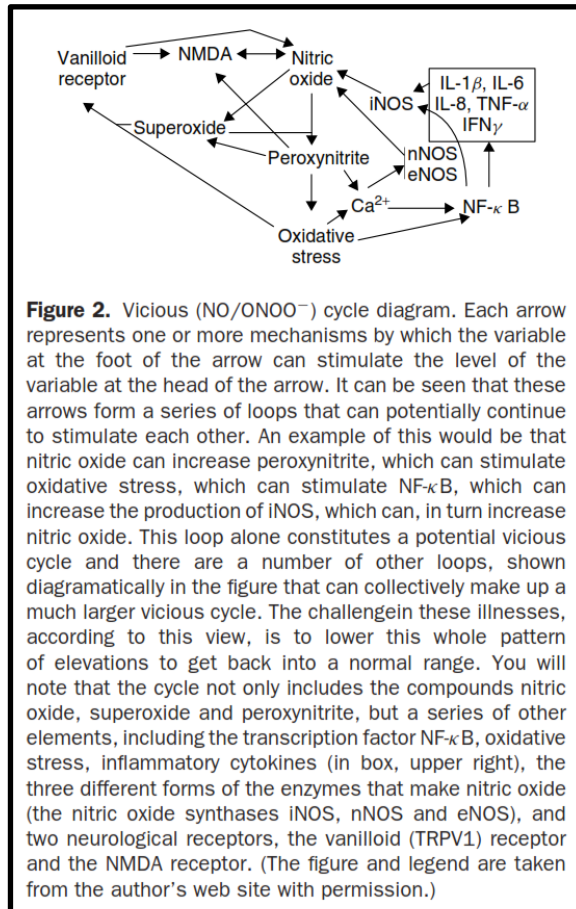 Vanilloid receptor
NMDA
Nitric oxide
iNOS
IL-1β, IL-6
IL-8, TNF-α
IFNγ
Superoxide
Peroxynitrite
nNOS
eNOS
Ca2+
NF-κ B
Oxidative stress
Figure 2. Vicious (NO/ONOO−) cycle diagram. Each arrow
represents one or more mechanisms by which the variable
at the foot of the arrow can stimulate the level of the
variable at the head of the arrow. It can be seen that these
arrows form a series of loops that can potentially continue
to stimulate each other. An example of this would be that
nitric oxide can increase peroxynitrite, which can stimulate
oxidative stress, which can stimulate NF-κB, which can
increase the production of iNOS, which can, in turn increase
nitric oxide. This loop alone constitutes a potential vicious
cycle and there are a number of other loops, shown
diagramatically in the figure that can collectively make up a
much larger vicious cycle. The challengein these illnesses,
according to this view, is to lower this whole pattern
of elevations to get back into a normal range. You will
note that the cycle not only includes the compounds nitric
oxide, superoxide and peroxynitrite, but a series of other
elements, including the transcription factor NF-κB, oxidative
stress, inflammatory cytokines (in box, upper right), the
three different forms of the enzymes that make nitric oxide
(the nitric oxide synthases iNOS, nNOS and eNOS), and
two neurological receptors, the vanilloid (TRPV1) receptor
and the NMDA receptor. (The figure and legend are taken
from the author's web site with permission.)